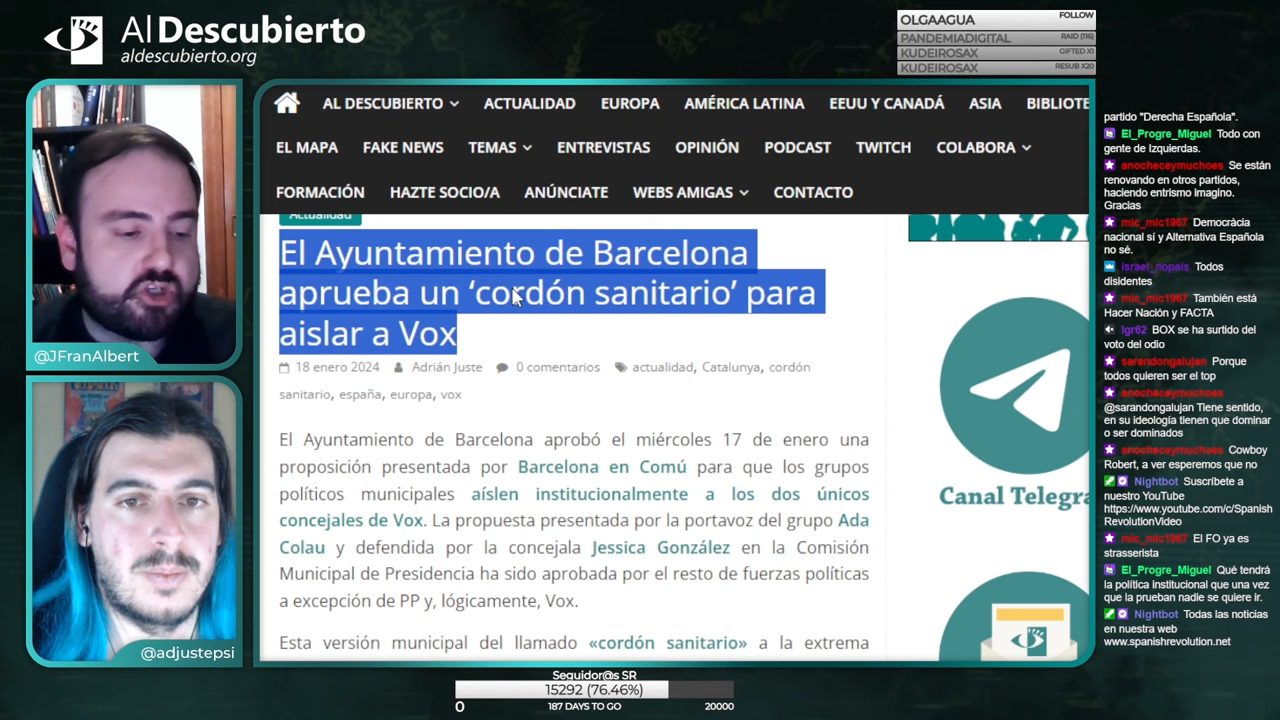 Al Descubierto
aldescubierto.org
OLGAAGUA FOLLOW
PANDEMIADIGITAL RAID (116)
KUDEIROSAX GIFTED X1
KUDEIROSAX RESUB X20
AL DESCUBIERTO ACTUALIDAD EUROPA AMÉRICA LATINA EEUU Y CANADÁ ASIA BIBLIOTE
EL MAPA FAKE NEWS TEMAS ENTREVISTAS OPINIÓN PODCAST TWITCH COLABORA
FORMACIÓN HAZTE SOCIO/A ANÚNCIATE WEBS AMIGAS CONTACTO
Actualidad
El Ayuntamiento de Barcelona
aprueba un ‘cordón sanitario’ para
aislar a Vox
18 enero 2024 Adrián Juste 0 comentarios actualidad, Catalunya, cordón
sanitario, españa, europa, vox
El Ayuntamiento de Barcelona aprobó el miércoles 17 de enero una
proposición presentada por Barcelona en Comú para que los grupos
políticos municipales aíslen institucionalmente a los dos únicos
concejales de Vox. La propuesta presentada por la portavoz del grupo Ada
Colau y defendida por la concejala Jessica González en la Comisión
Municipal de Presidencia ha sido aprobada por el resto de fuerzas políticas
a excepción de PP y, lógicamente, Vox.
Esta versión municipal del llamado «cordón sanitario» a la extrema
Canal Telegra
@JFranAlbert
@adjustepsi
partido "Derecha Española".
El_Progre_Miguel Todo con
gente de Izquierdas.
anocheceymuchoes Se están
renovando en otros partidos,
haciendo entrismo imagino.
Gracias
mic_mic1967 Democràcia
nacional sí y Alternativa Española
no sé.
israel_nopais Todos
disidentes
mic_mic1967 También está
Hacer Nación y FACTA
lgr62 BOX se ha surtido del
voto del odio
sarandongalujan Porque
todos quieren ser el top
anocheceymuchoes
@sarandongalujan Tiene sentido,
en su ideología tienen que dominar
o ser dominados
anocheceymuchoes Cowboy
Robert, a ver esperemos que no
Nightbot Suscríbete a
nuestro YouTube
https://www.youtube.com/c/Spanish
RevolutionVideo
mic_mic1967 El FO ya es
strasserista
El_Progre_Miguel Qué tendrá
la política institucional que una vez
que la prueban nadie se quiere ir.
Nightbot Todas las noticias
en nuestra web
www.spanishrevolution.net
Seguidor@s SR
15292 (76.46%)
0 187 DAYS TO GO 20000